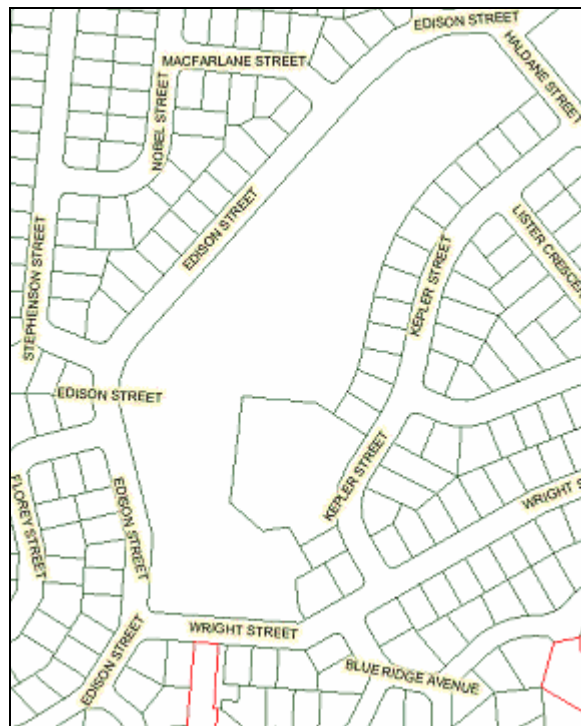 EDISON STREET
HALDANE STREET
MACFARLANE STREET
NOBEL STREET
EDISON STREET
LISTER CRESCEN
KEPLER STREET
STEPHENSON STREET
EDISON STREET
KEPLER STREET
WRIGHT S
FLOREY STREET
EDISON STREET
WRIGHT STREET
EDISON STREET
BLUE RIDGE AVENUE